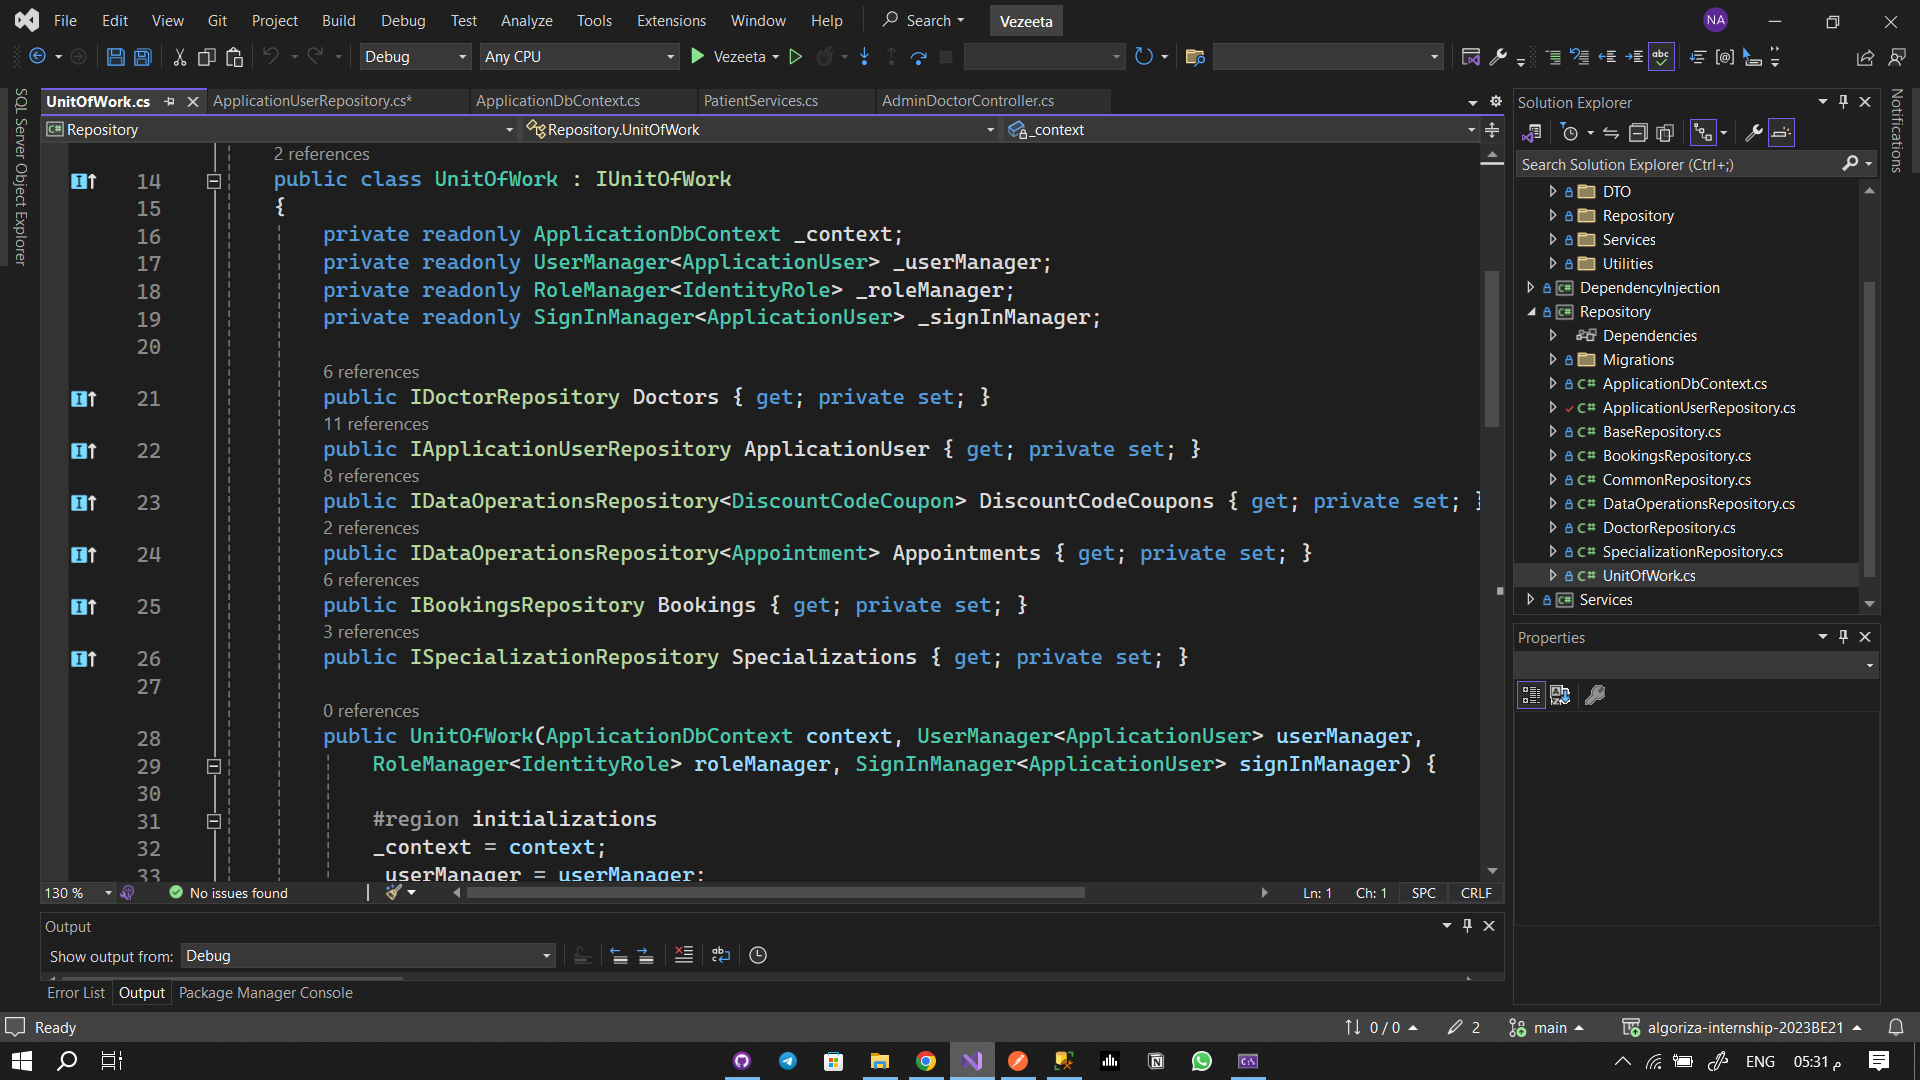 File Edit View Git Project Build Debug Test Analyze Tools Extensions Window Help Search Vezeeta NA
Debug Any CPU Vezeeta
SQL Server Object Explorer
UnitOfWork.cs ApplicationUserRepository.cs* ApplicationDbContext.cs PatientServices.cs AdminDoctorController.cs
Repository Repository.UnitOfWork _context
2 references
14 public class UnitOfWork : IUnitOfWork
15 {
16 private readonly ApplicationDbContext _context;
17 private readonly UserManager<ApplicationUser> _userManager;
18 private readonly RoleManager<IdentityRole> _roleManager;
19 private readonly SignInManager<ApplicationUser> _signInManager;
20
6 references
21 public IDoctorRepository Doctors { get; private set; }
11 references
22 public IApplicationUserRepository ApplicationUser { get; private set; }
8 references
23 public IDataOperationsRepository<DiscountCodeCoupon> DiscountCodeCoupons { get; private set; }
2 references
24 public IDataOperationsRepository<Appointment> Appointments { get; private set; }
6 references
25 public IBookingsRepository Bookings { get; private set; }
3 references
26 public ISpecializationRepository Specializations { get; private set; }
27
0 references
28 public UnitOfWork(ApplicationDbContext context, UserManager<ApplicationUser> userManager,
29 RoleManager<IdentityRole> roleManager, SignInManager<ApplicationUser> signInManager) {
30
31 #region initializations
32 _context = context;
33 _userManager = userManager;
130 % No issues found Ln: 1 Ch: 1 SPC CRLF
Output
Show output from: Debug
Error List Output Package Manager Console
Solution Explorer
Search Solution Explorer (Ctrl+;)
DTO
Repository
Services
Utilities
DependencyInjection
Repository
Dependencies
Migrations
ApplicationDbContext.cs
ApplicationUserRepository.cs
BaseRepository.cs
BookingsRepository.cs
CommonRepository.cs
DataOperationsRepository.cs
DoctorRepository.cs
SpecializationRepository.cs
UnitOfWork.cs
Services
Properties
Notifications
Ready 0 / 0 2 main algoriza-internship-2023BE21
ENG 05:31 م